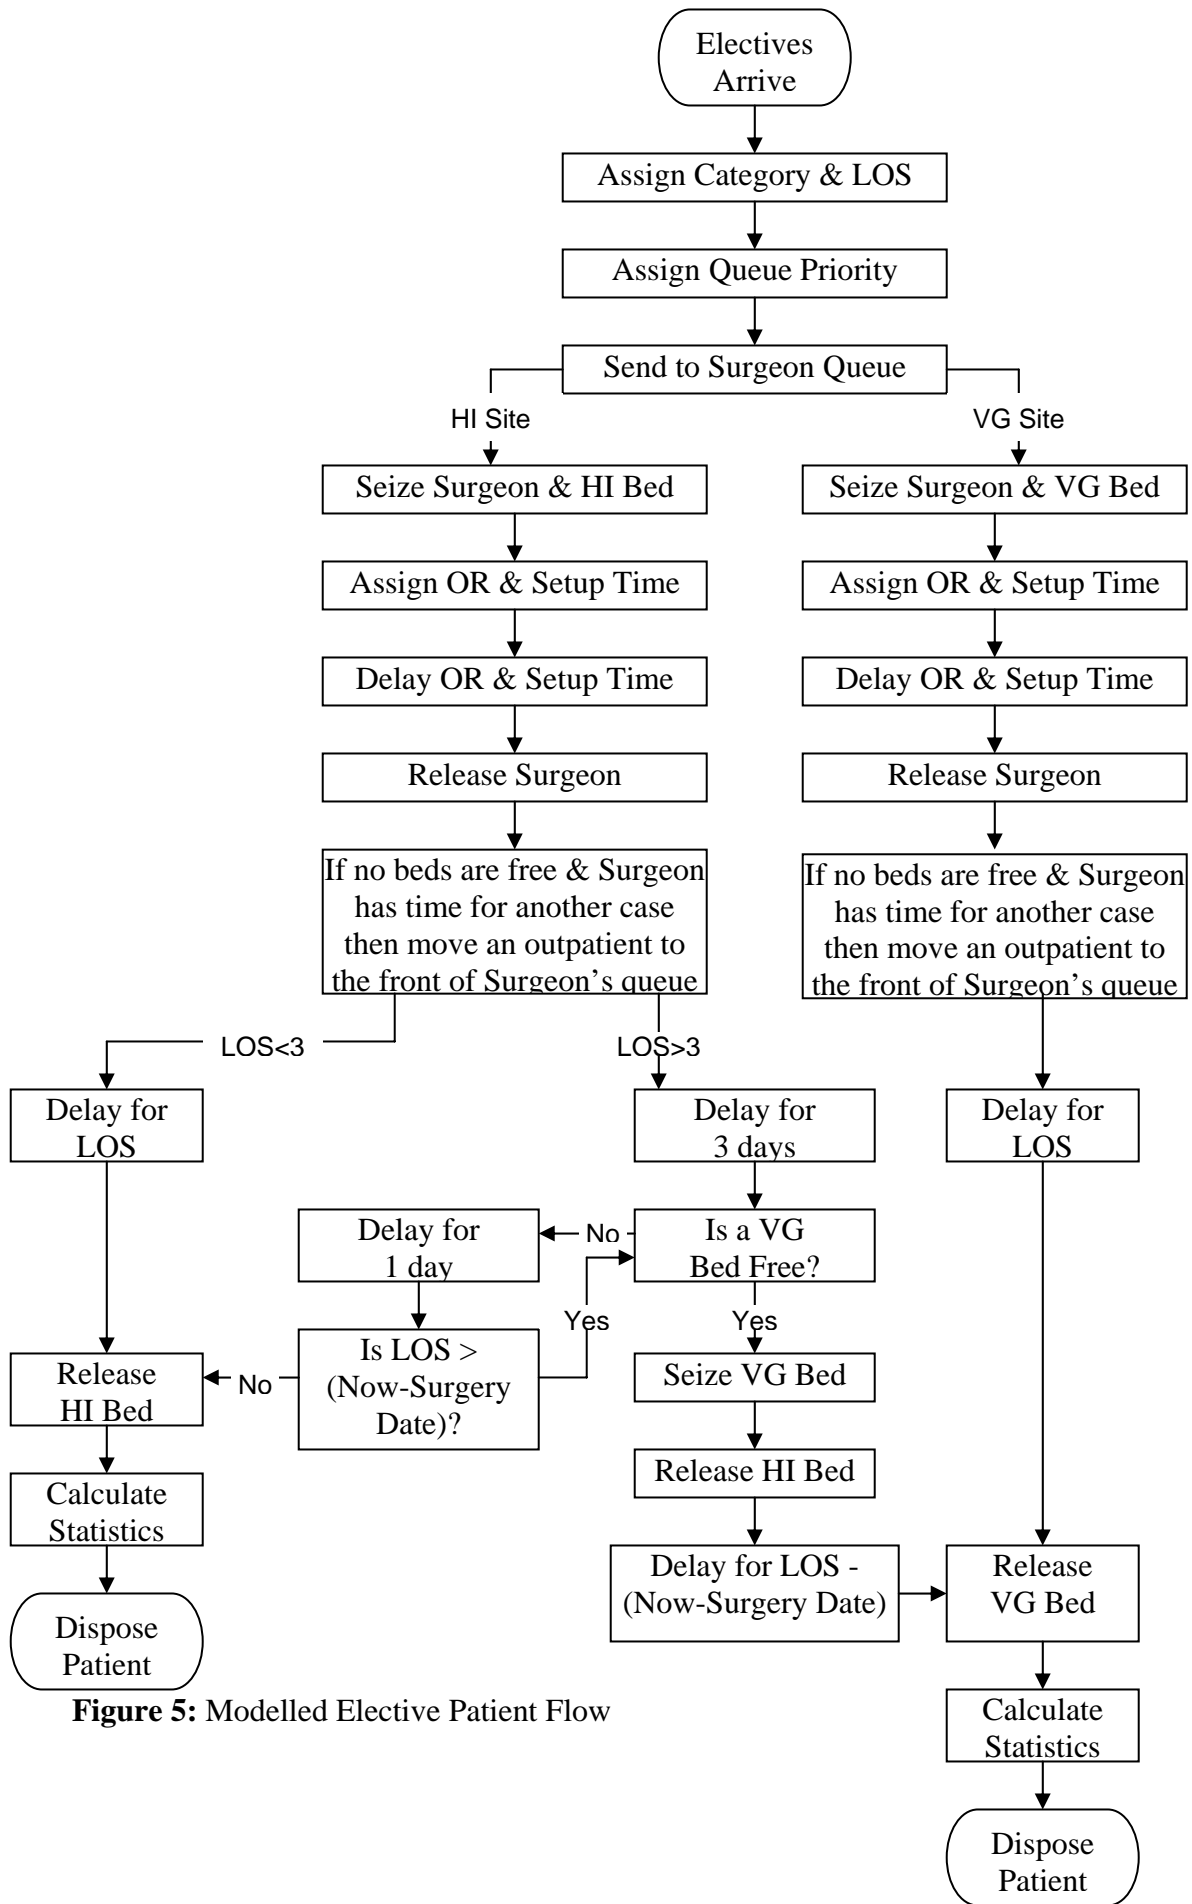 Electives
Arrive
Assign Category & LOS
Assign Queue Priority
Send to Surgeon Queue
HI Site
VG Site
Seize Surgeon & HI Bed
Seize Surgeon & VG Bed
Assign OR & Setup Time
Assign OR & Setup Time
Delay OR & Setup Time
Delay OR & Setup Time
Release Surgeon
Release Surgeon
If no beds are free & Surgeon
has time for another case
then move an outpatient to
the front of Surgeon's queue
If no beds are free & Surgeon
has time for another case
then move an outpatient to
the front of Surgeon's queue
LOS<3
LOS>3
Delay for
LOS
Delay for
3 days
Delay for
LOS
Delay for
1 day
No
Is a VG
Bed Free?
Yes
Yes
Release
HI Bed
No
Is LOS >
(Now-Surgery
Date)?
Seize VG Bed
Release HI Bed
Calculate
Statistics
Delay for LOS -
(Now-Surgery Date)
Release
VG Bed
Dispose
Patient
Figure 5: Modelled Elective Patient Flow
Calculate
Statistics
Dispose
Patient